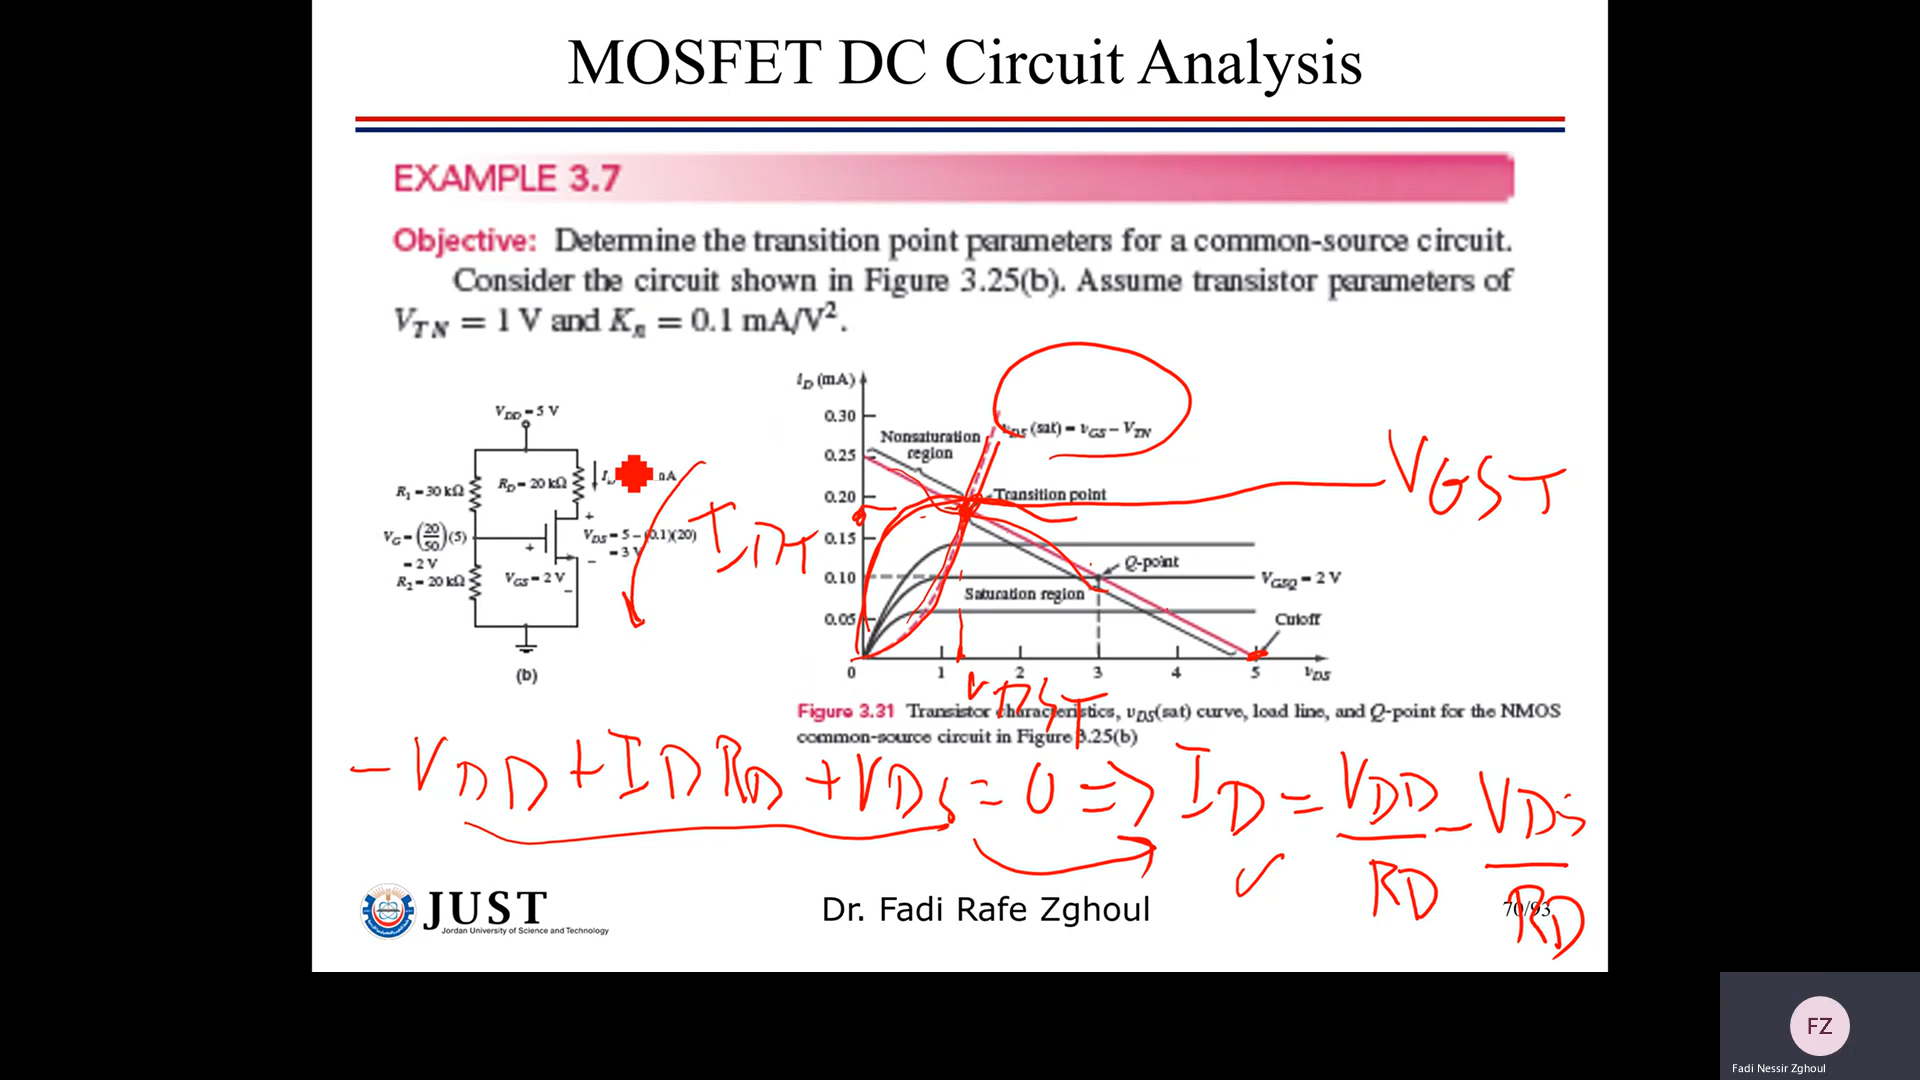 MOSFET DC Circuit Analysis
EXAMPLE 3.7
Objective: Determine the transition point parameters for a common-source circuit.
Consider the circuit shown in Figure 3.25(b). Assume transistor parameters of
V_TN = 1 V and K_n = 0.1 mA/V².
V_DD = 5 V
R_1 = 30 kΩ
R_D = 20 kΩ
V_G = (20/50)(5)
= 2 V
R_2 = 20 kΩ
V_GS = 2 V
+
−
+
−
V_DS = 5 − (0.1)(20)
= 3 V
(b)
i_D (mA)
0.30
0.25
0.20
0.15
0.10
0.05
0
1
2
3
4
5
v_DS
Nonsaturation
region
v_DS (sat) = v_GS − V_TN
Transition point
Q-point
V_GSQ = 2 V
Saturation region
Cutoff
VGST
IDT
VDST
Figure 3.31 Transistor characteristics, v_DS(sat) curve, load line, and Q-point for the NMOS
common-source circuit in Figure 3.25(b)
−VDD + IDRD + VDS = 0 ⇒ ID = VDD/RD − VDS/RD
JUST
Jordan University of Science and Technology
Dr. Fadi Rafe Zghoul
70/93
FZ
Fadi Nessir Zghoul